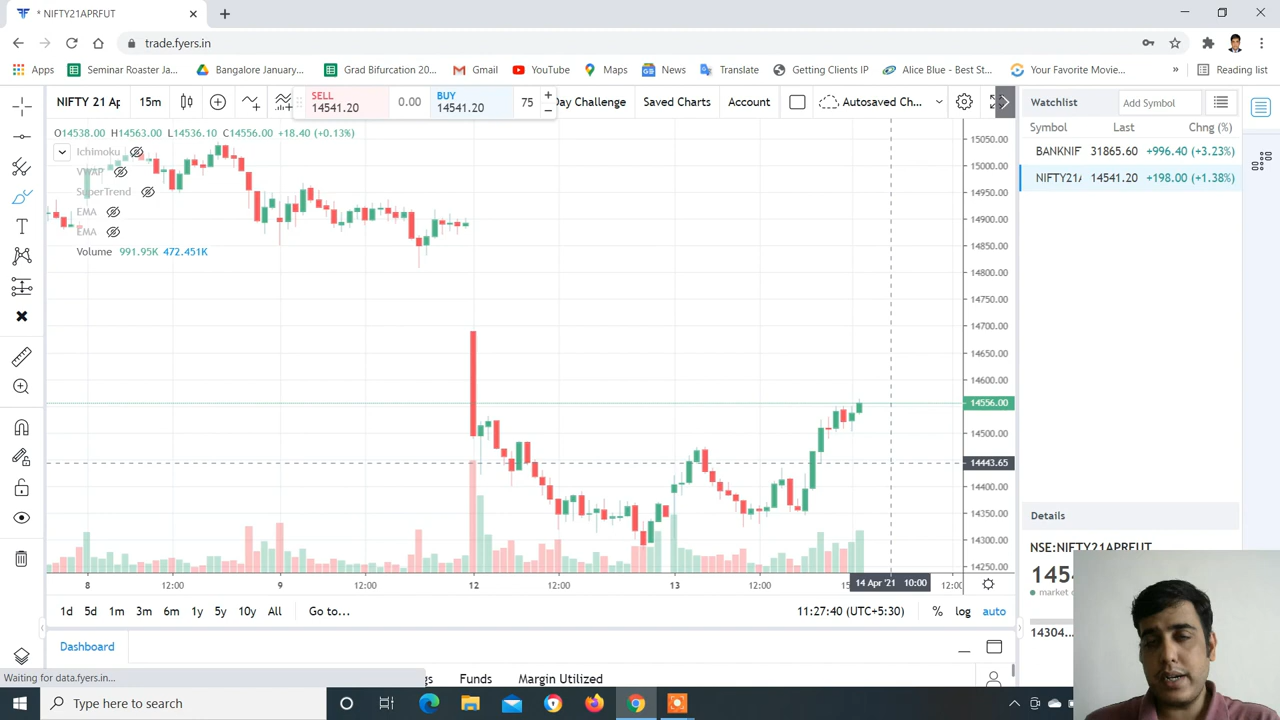 * NIFTY21APRFUT
trade.fyers.in
Apps
Seminar Roaster Ja...
Bangalore January...
Grad Bifurcation 20...
Gmail
YouTube
Maps
News
Translate
Getting Clients IP
Alice Blue - Best St...
Your Favorite Movie...
»
Reading list
NIFTY 21 Ap
15m
SELL
14541.20
0.00
BUY
14541.20
75
Day Challenge
Saved Charts
Account
Autosaved Ch...
Watchlist
Add Symbol
Symbol Last Chng (%)
BANKNIF 31865.60 +996.40 (+3.23%)
NIFTY21 14541.20 +198.00 (+1.38%)
O14538.00 H14563.00 L14536.10 C14556.00 +18.40 (+0.13%)
Ichimoku
VWAP
SuperTrend
EMA
EMA
Volume 991.95K 472.451K
15050.00
15000.00
14950.00
14900.00
14850.00
14800.00
14750.00
14700.00
14650.00
14600.00
14556.00
14500.00
14443.65
14400.00
14350.00
14300.00
14250.00
8 12:00 9 12:00 12 12:00 13 12:00 15 14 Apr '21 10:00 12:00
1d 5d 1m 3m 6m 1y 5y 10y All Go to...
11:27:40 (UTC+5:30) % log auto
Details
NSE:NIFTY21APRFUT
145
market
14304...
Dashboard
Waiting for data.fyers.in...
gs Funds Margin Utilized
Type here to search